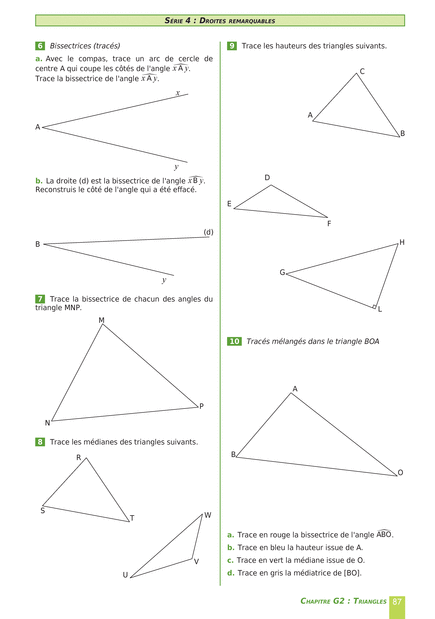 SÉRIE 4 : DROITES REMARQUABLES
6 Bissectrices (tracés)
a. Avec le compas, trace un arc de cercle de
centre A qui coupe les côtés de l'angle xAy.
Trace la bissectrice de l'angle xAy.
x
A
y
b. La droite (d) est la bissectrice de l'angle xBy.
Reconstruis le côté de l'angle qui a été effacé.
(d)
B
y
7 Trace la bissectrice de chacun des angles du
triangle MNP.
M
P
N
8 Trace les médianes des triangles suivants.
R
S
T
W
V
U
9 Trace les hauteurs des triangles suivants.
C
A
B
D
E
F
H
G
L
10 Tracés mélangés dans le triangle BOA
A
B
O
a. Trace en rouge la bissectrice de l'angle ABO.
b. Trace en bleu la hauteur issue de A.
c. Trace en vert la médiane issue de O.
d. Trace en gris la médiatrice de [BO].
CHAPITRE G2 : TRIANGLES 87